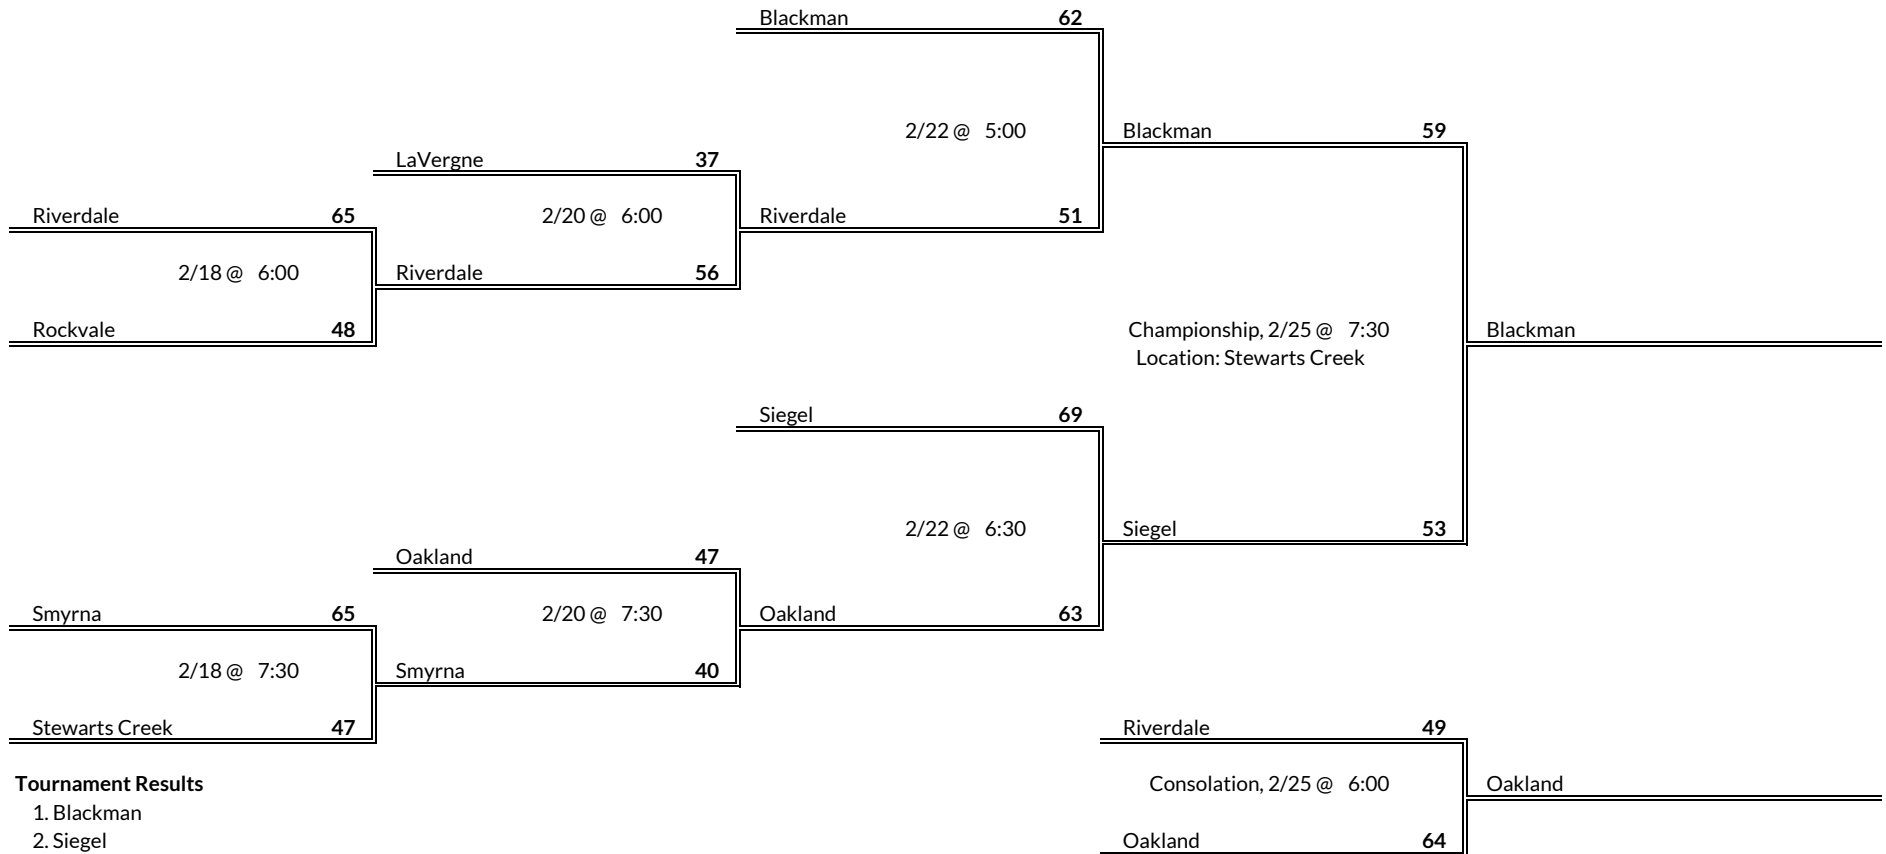 Blackman 62
2/22 @ 5:00
Blackman 59
LaVergne 37
Riverdale 65
2/20 @ 6:00
Riverdale 51
2/18 @ 6:00
Riverdale 56
Rockvale 48
Championship, 2/25 @ 7:30
Blackman
Location: Stewarts Creek
Siegel 69
2/22 @ 6:30
Siegel 53
Oakland 47
Smyrna 65
2/20 @ 7:30
Oakland 63
2/18 @ 7:30
Smyrna 40
Stewarts Creek 47
Riverdale 49
Tournament Results
Consolation, 2/25 @ 6:00
Oakland
1. Blackman
2. Siegel
Oakland 64